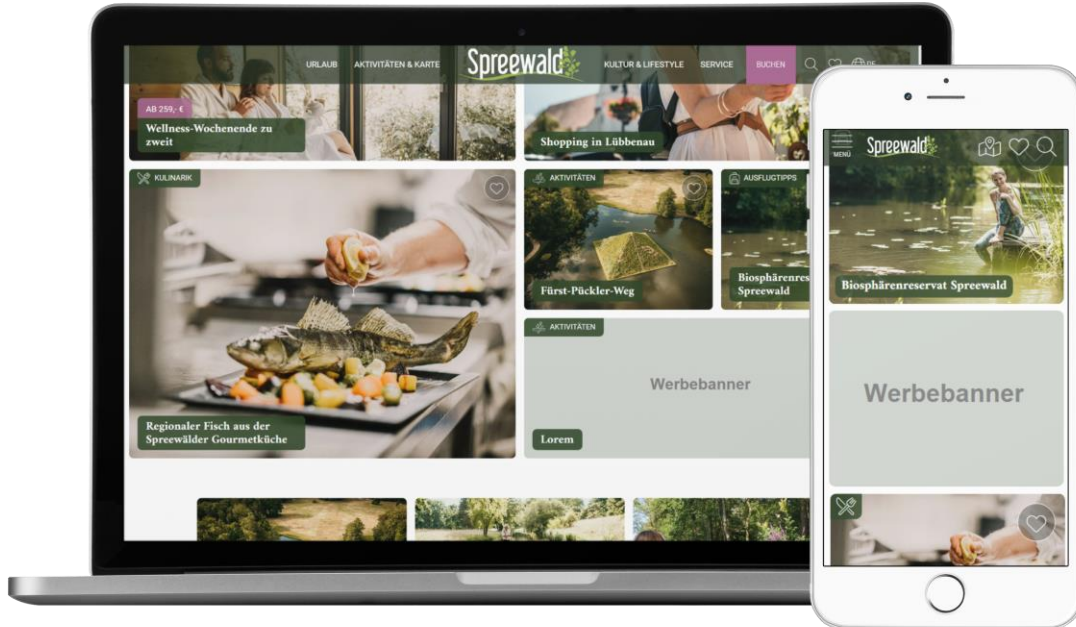 URLAUB AKTIVITÄTEN & KARTE Spreewald KULTUR & LIFESTYLE SERVICE BUCHEN DE
AB 259,- €
Wellness-Wochenende zu
zweit
Shopping in Lübbenau
KULINARIK
Regionaler Fisch aus der
Spreewälder Gourmetküche
AKTIVITÄTEN
Fürst-Pückler-Weg
AUSFLUGTIPPS
Biosphärenres
Spreewald
AKTIVITÄTEN
Werbebanner
Lorem
MENÜ Spreewald
Biosphärenreservat Spreewald
Werbebanner